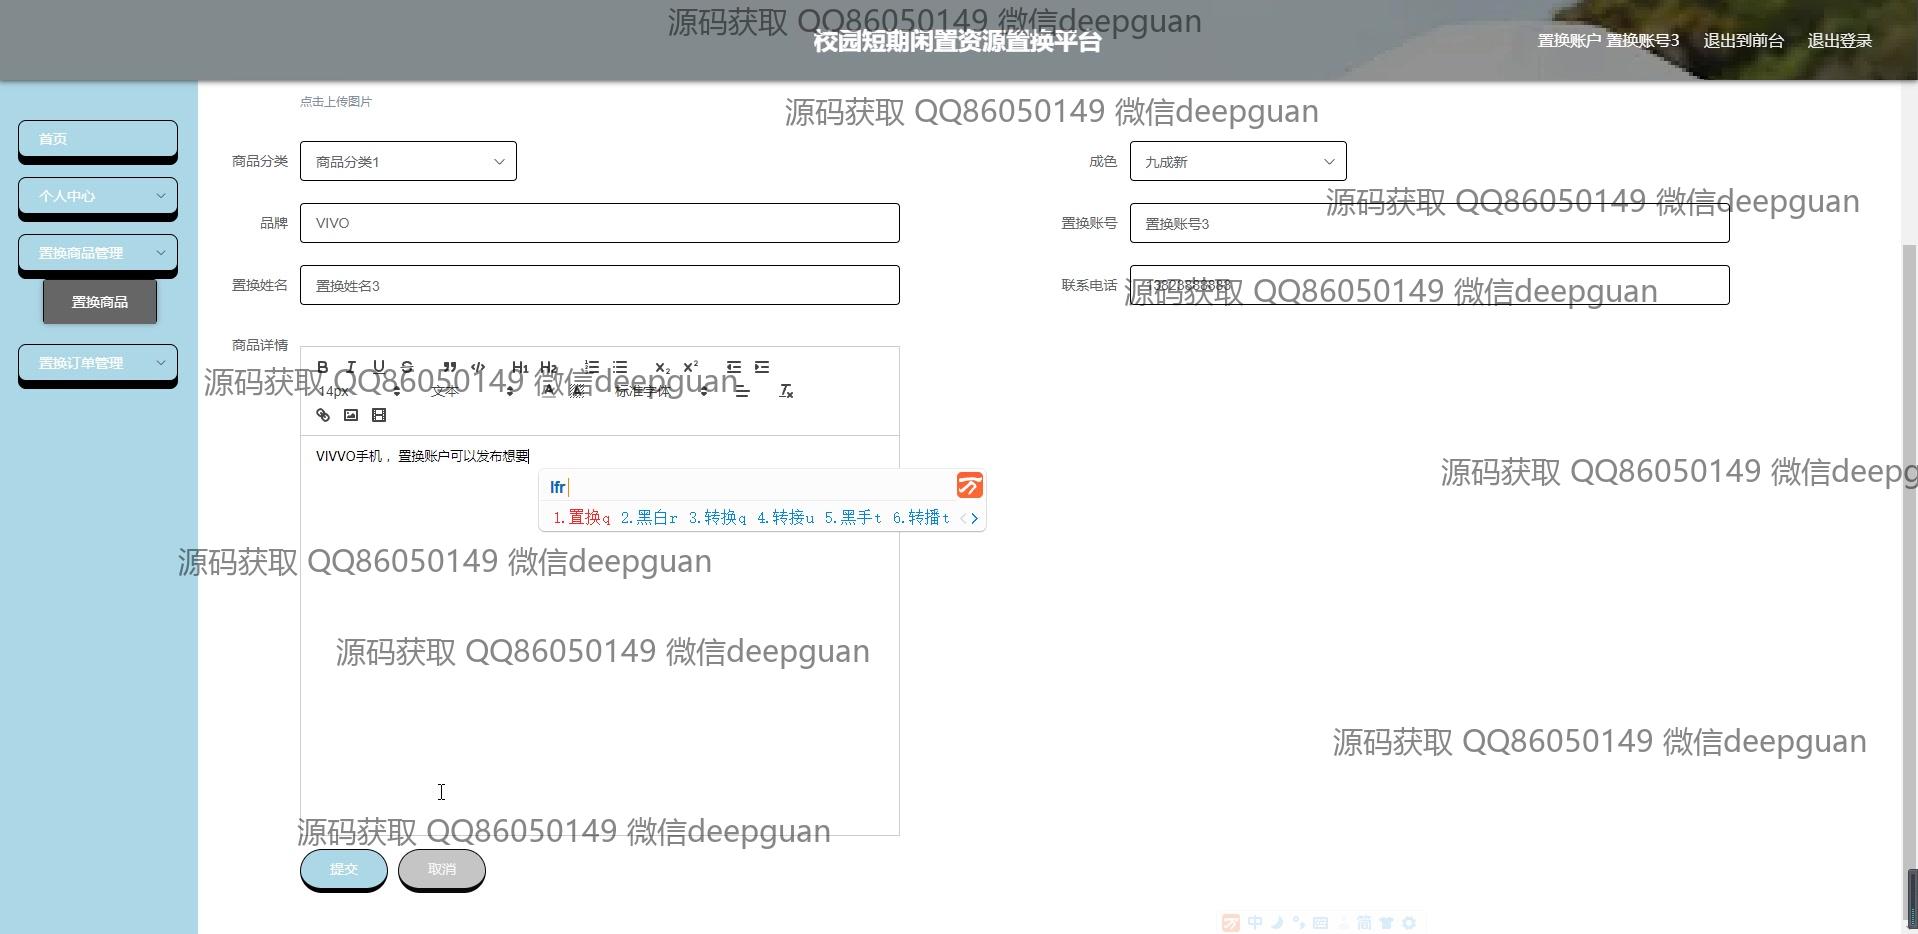 源码获取 QQ86050149 微信deepguan
校园短期闲置资源置换平台
置换账户 置换账号3 退出到前台 退出登录
点击上传图片
源码获取 QQ86050149 微信deepguan
首页
商品分类 商品分类1 成色 九成新
个人中心
源码获取 QQ86050149 微信deepguan
品牌 VIVO 置换账号 置换账号3
置换商品管理
置换姓名 置换姓名3 联系电话
源码获取 QQ86050149 微信deepguan
置换商品
商品详情
置换订单管理
B I U S H1 H2 x₂ x²
源码获取 QQ86050149 微信deepguan
14px 文本 A A 标准字体 Tx
VIVVO手机，置换账户可以发布想要
源码获取 QQ86050149 微信deepg
lfr
1.置换q 2.黑白r 3.转换q 4.转接u 5.黑手t 6.转播t
源码获取 QQ86050149 微信deepguan
源码获取 QQ86050149 微信deepguan
源码获取 QQ86050149 微信deepguan
源码获取 QQ86050149 微信deepguan
提交 取消
中 简